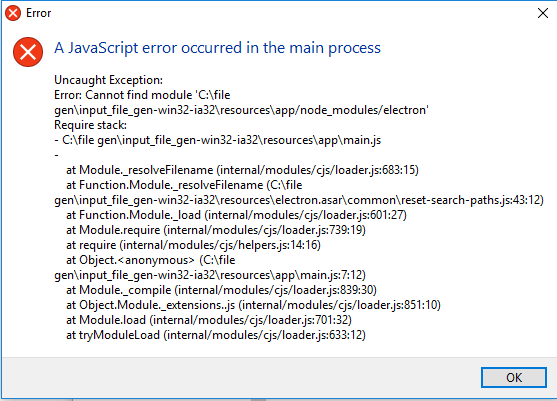 Error
A JavaScript error occurred in the main process
Uncaught Exception:
Error: Cannot find module 'C:\file
gen\input_file_gen-win32-ia32\resources\app/node_modules/electron'
Require stack:
- C:\file gen\input_file_gen-win32-ia32\resources\app\main.js
-
at Module._resolveFilename (internal/modules/cjs/loader.js:683:15)
at Function.Module._resolveFilename (C:\file
gen\input_file_gen-win32-ia32\resources\electron.asar\common\reset-search-paths.js:43:12)
at Function.Module._load (internal/modules/cjs/loader.js:601:27)
at Module.require (internal/modules/cjs/loader.js:739:19)
at require (internal/modules/cjs/helpers.js:14:16)
at Object.<anonymous> (C:\file
gen\input_file_gen-win32-ia32\resources\app\main.js:7:12)
at Module._compile (internal/modules/cjs/loader.js:839:30)
at Object.Module._extensions..js (internal/modules/cjs/loader.js:851:10)
at Module.load (internal/modules/cjs/loader.js:701:32)
at tryModuleLoad (internal/modules/cjs/loader.js:633:12)
OK